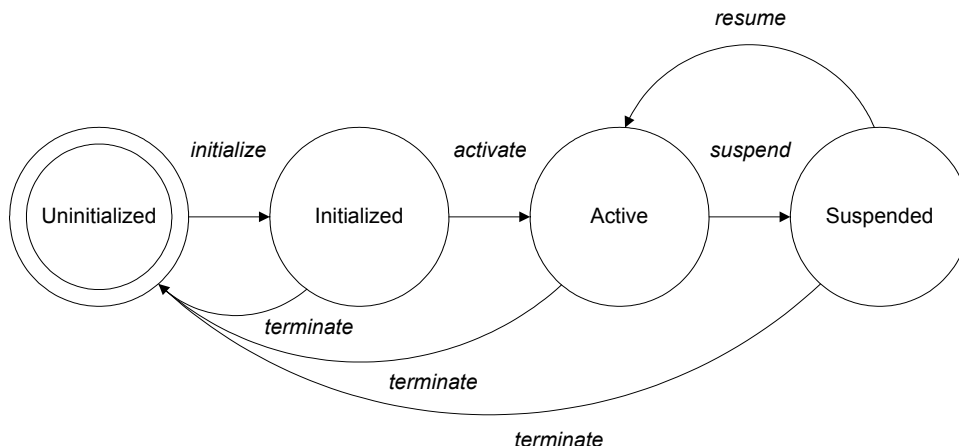 resume
initialize
activate
suspend
Uninitialized
Initialized
Active
Suspended
terminate
terminate
terminate